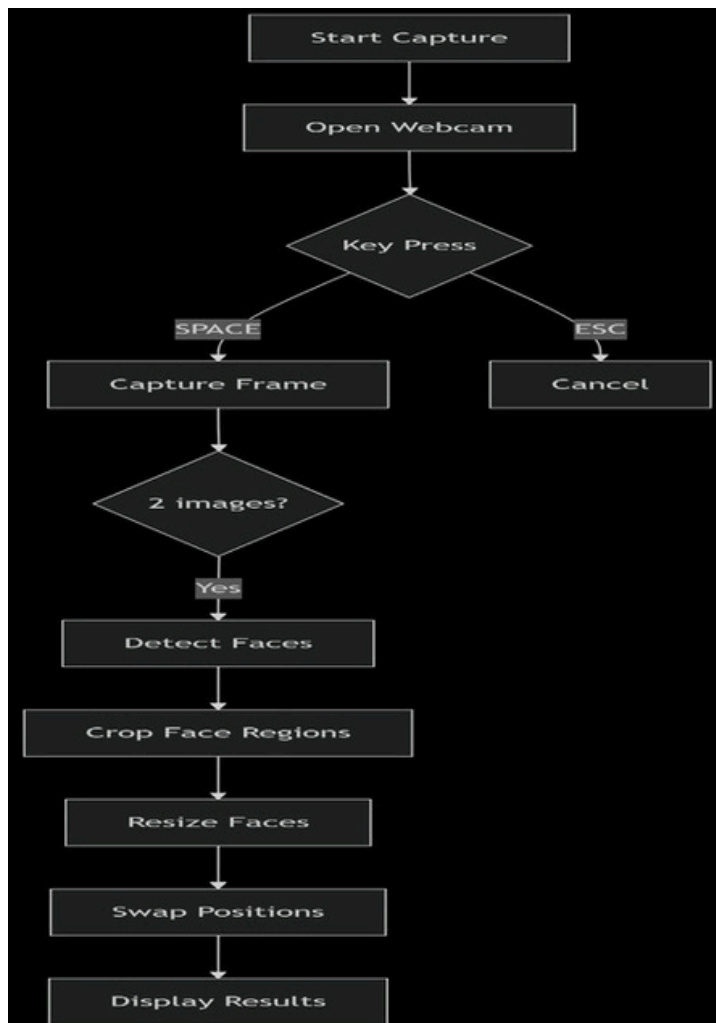 Start Capture
Open Webcam
Key Press
SPACE
ESC
Capture Frame
Cancel
2 images?
Yes
Detect Faces
Crop Face Regions
Resize Faces
Swap Positions
Display Results